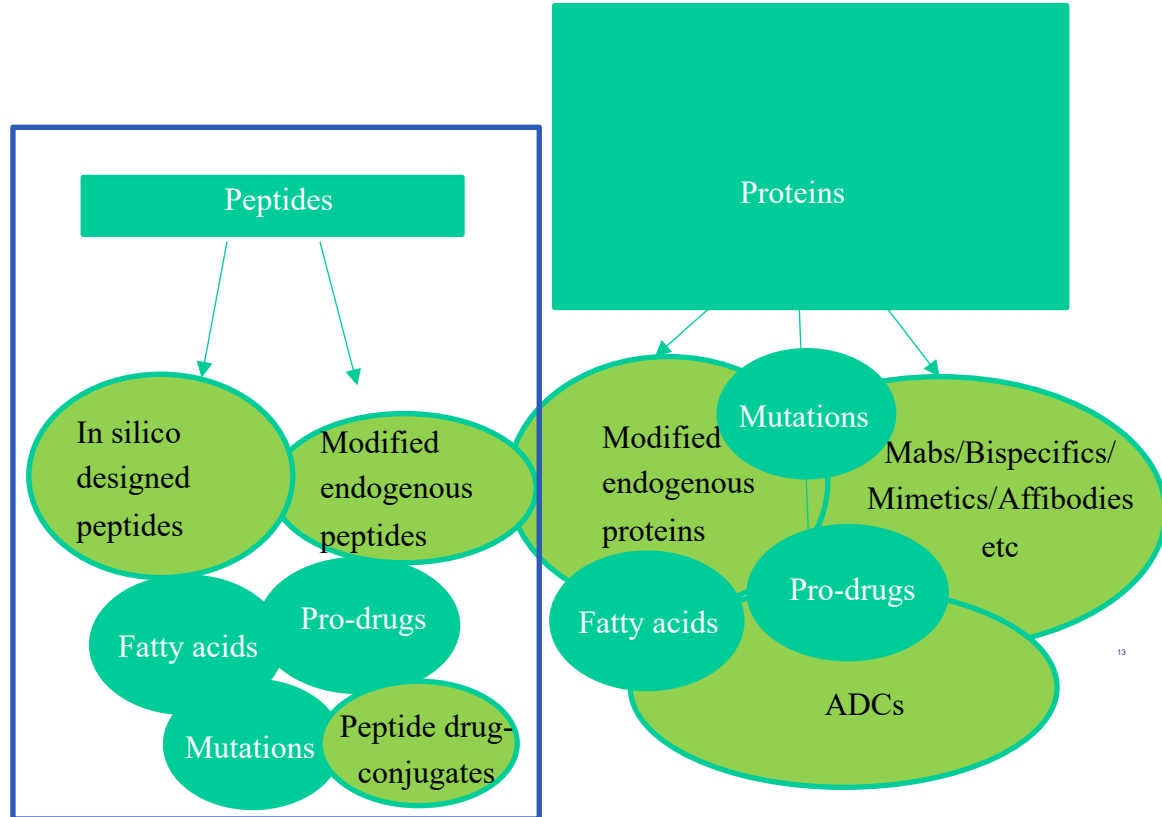 Peptides
Proteins
In silico
designed
peptides
Modified
endogenous
peptides
Fatty acids
Pro-drugs
Mutations
Peptide drug-
conjugates
Modified
endogenous
proteins
Mutations
Mabs/Bispecifics/
Mimetics/Affibodies
etc
Fatty acids
Pro-drugs
ADCs
13